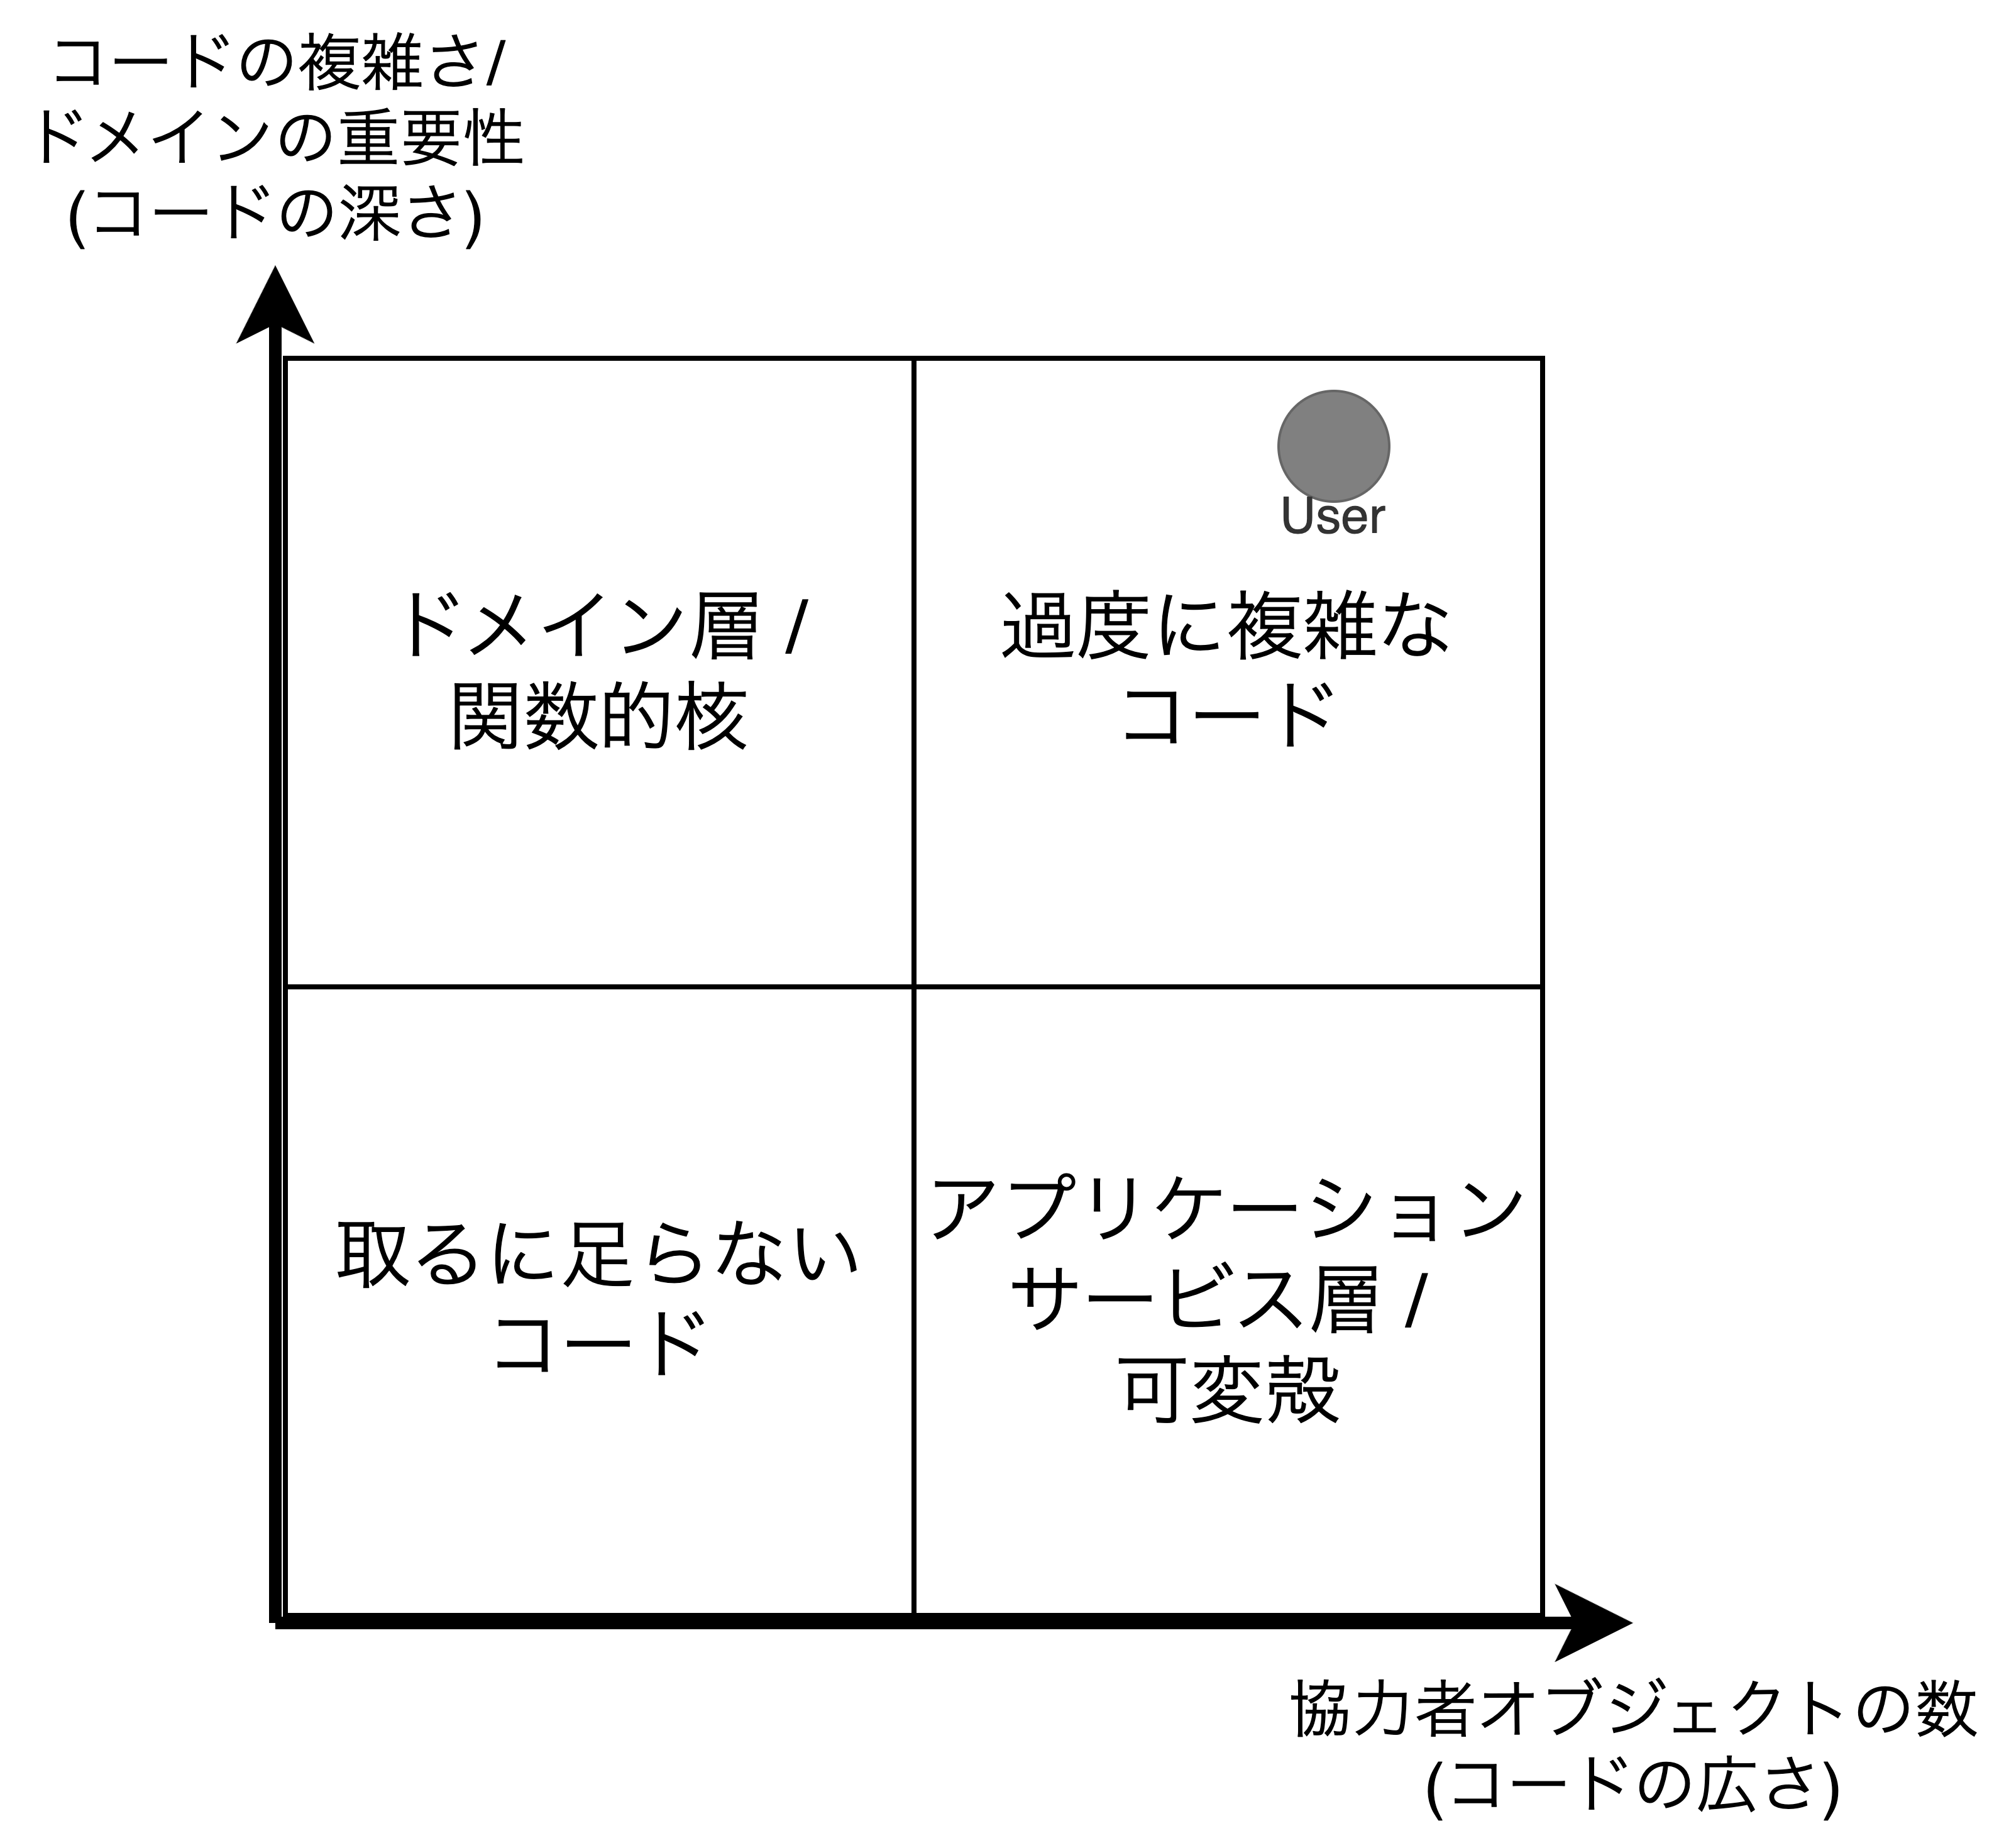 コードの複雑さ/
ドメインの重要性
(コードの深さ)
User
ドメイン層 /
関数的核
過度に複雑な
コード
取るに足らない
コード
アプリケーション
サービス層 /
可変殻
協力者オブジェクトの数
(コードの広さ)